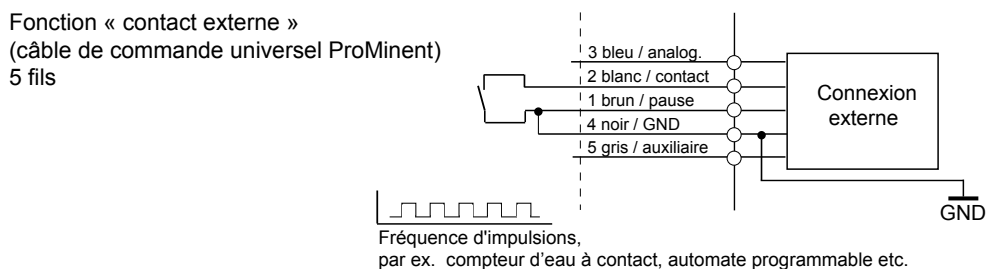 Fonction « contact externe »
(câble de commande universel ProMinent)
5 fils
3 bleu / analog.
2 blanc / contact
1 brun / pause
4 noir / GND
5 gris / auxiliaire
Connexion
externe
GND
Fréquence d'impulsions,
par ex. compteur d'eau à contact, automate programmable etc.